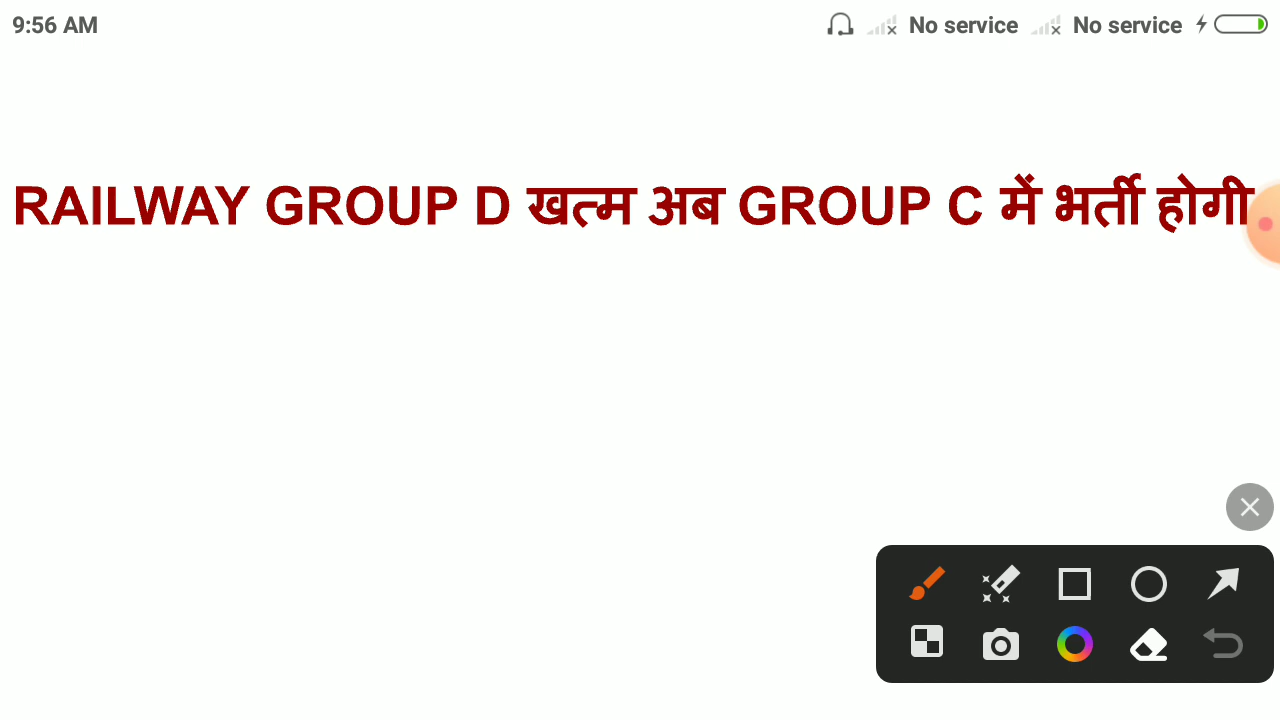 9:56 AM No service No service
RAILWAY GROUP D खत्म अब GROUP C में भर्ती होगी